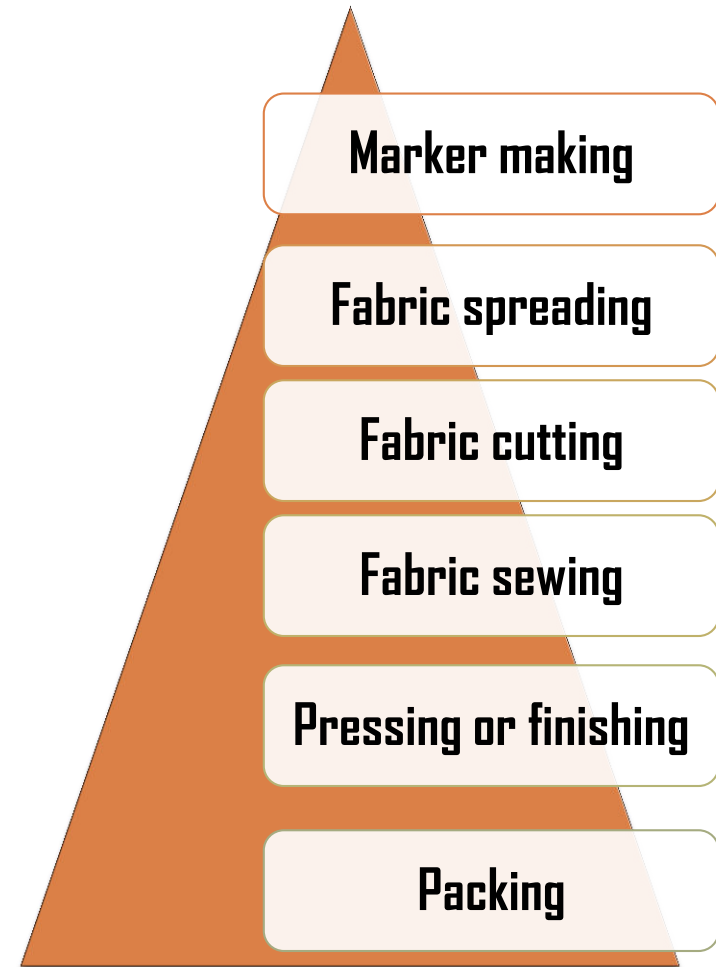 Marker making
Fabric spreading
Fabric cutting
Fabric sewing
Pressing or finishing
Packing